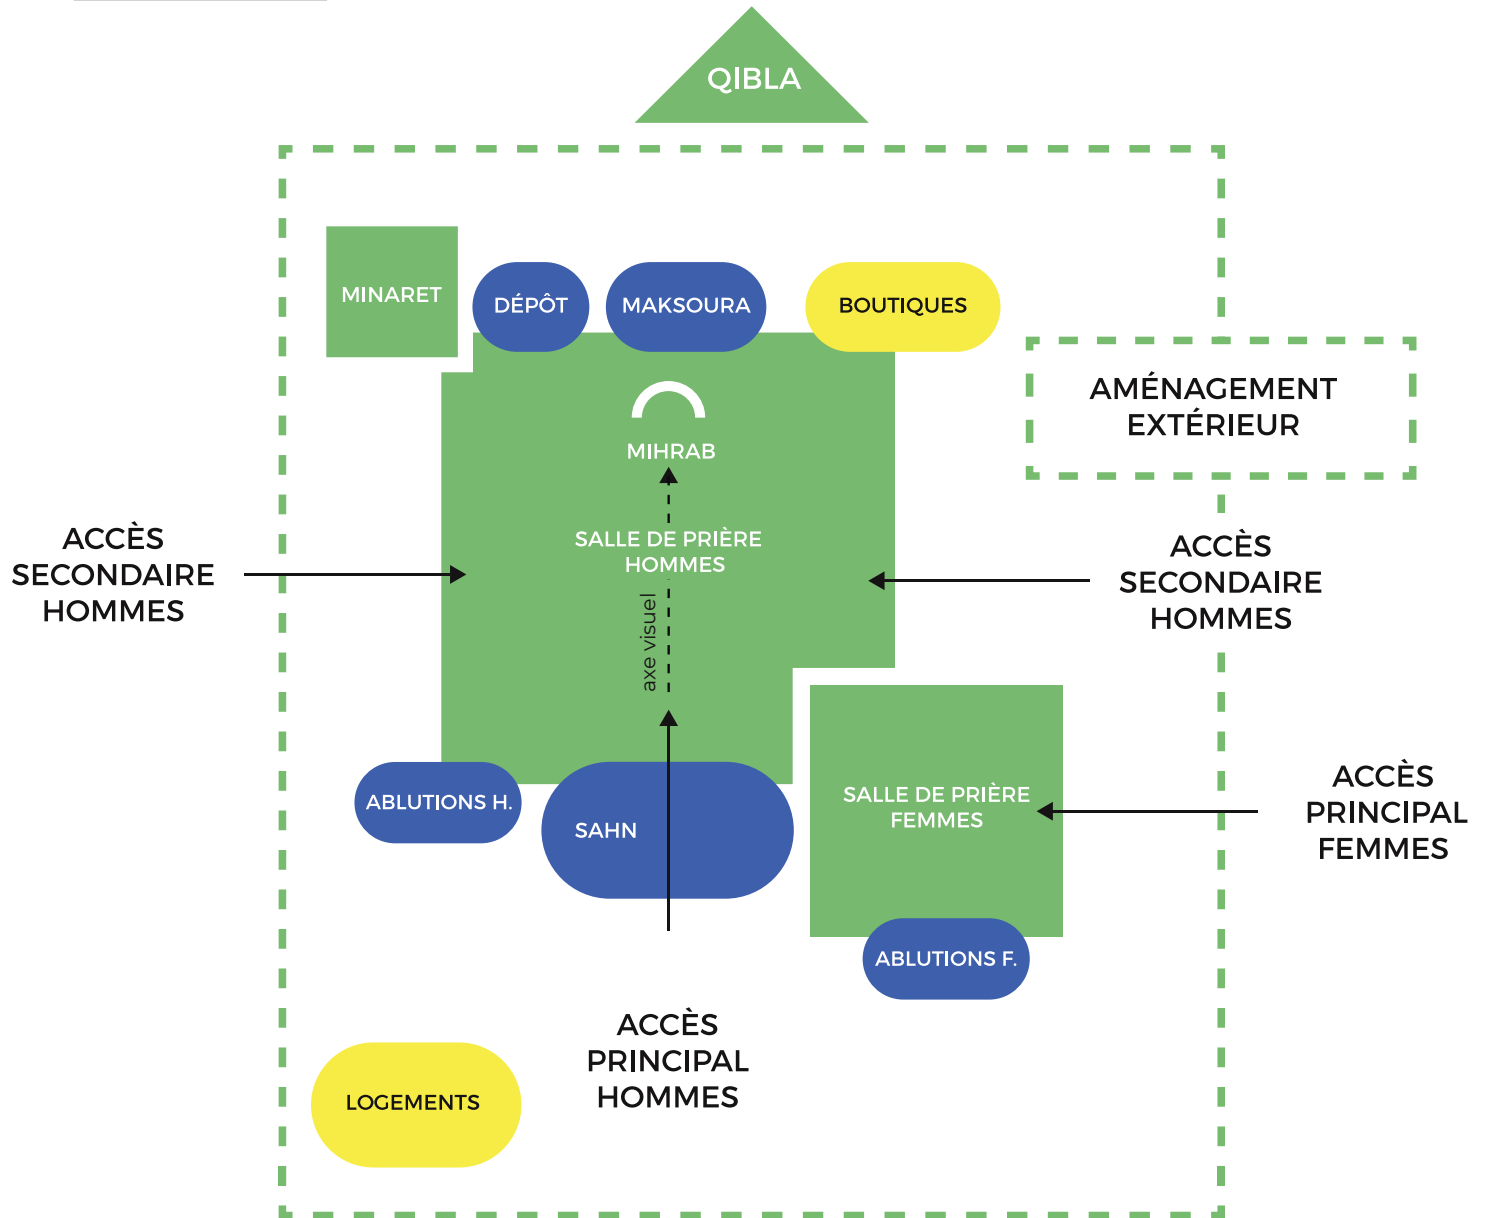 QIBLA
MINARET
DÉPÔT
MAKSOURA
BOUTIQUES
AMÉNAGEMENT
EXTÉRIEUR
MIHRAB
SALLE DE PRIÈRE
HOMMES
axe visuel
ACCÈS
SECONDAIRE
HOMMES
ACCÈS
SECONDAIRE
HOMMES
ABLUTIONS H.
SAHN
SALLE DE PRIÈRE
FEMMES
ACCÈS
PRINCIPAL
FEMMES
ABLUTIONS F.
ACCÈS
PRINCIPAL
HOMMES
LOGEMENTS